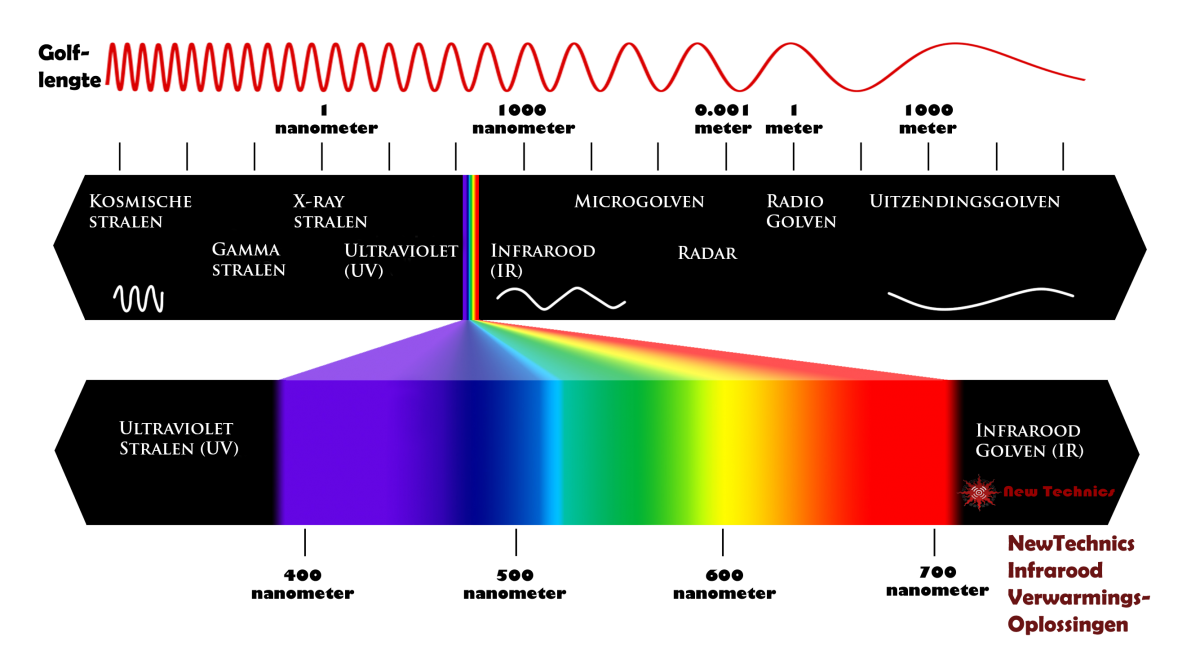 Golf-
lengte
1
nanometer
1000
nanometer
0.001
meter
1
meter
1000
meter
KOSMISCHE
STRALEN
GAMMA
STRALEN
X-RAY
STRALEN
ULTRAVIOLET
(UV)
INFRAROOD
(IR)
MICROGOLVEN
RADAR
RADIO
GOLVEN
UITZENDINGSGOLVEN
ULTRAVIOLET
STRALEN (UV)
INFRAROOD
GOLVEN (IR)
New Technics
400
nanometer
500
nanometer
600
nanometer
700
nanometer
NewTechnics
Infrarood
Verwarmings-
Oplossingen